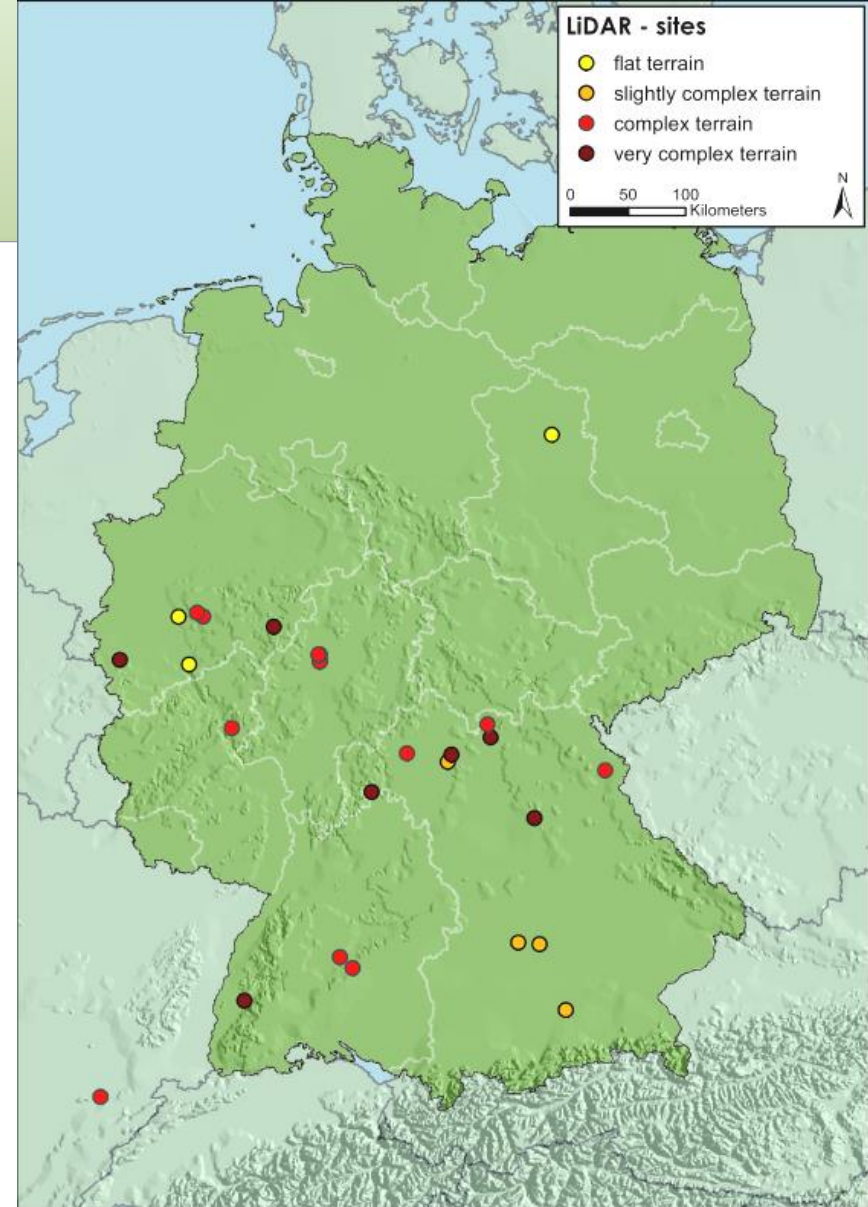 LiDAR - sites
flat terrain
slightly complex terrain
complex terrain
very complex terrain
N
0 50 100
Kilometers